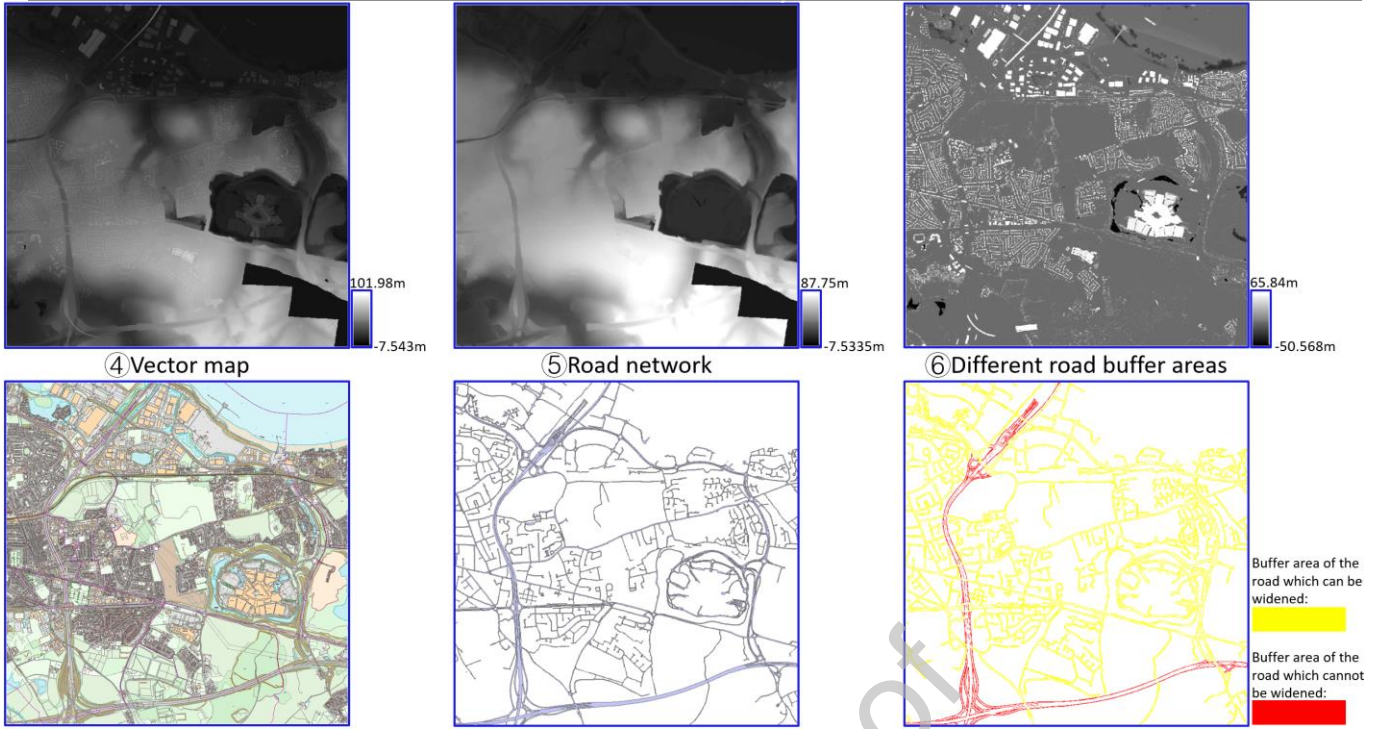 101.98m
-7.543m
87.75m
-7.5335m
65.84m
-50.568m
④Vector map
⑤Road network
⑥Different road buffer areas
Buffer area of the
road which can be
widened:
Buffer area of the
road which cannot
be widened:
of